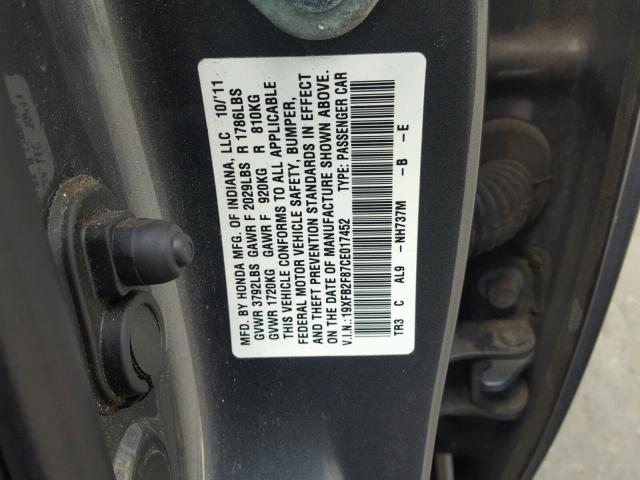 MFD. BY HONDA MFG. OF INDIANA, LLC 10/11
GVWR 3792LBS GAWR F 2029LBS R 1786LBS
GVWR 1720KG GAWR F 920KG R 810KG
THIS VEHICLE CONFORMS TO ALL APPLICABLE
FEDERAL MOTOR VEHICLE SAFETY, BUMPER,
AND THEFT PREVENTION STANDARDS IN EFFECT
ON THE DATE OF MANUFACTURE SHOWN ABOVE.
V.I.N.:19XFB2F87CE017452 TYPE: PASSENGER CAR
TR3 C AL9 -NH737M -B -E